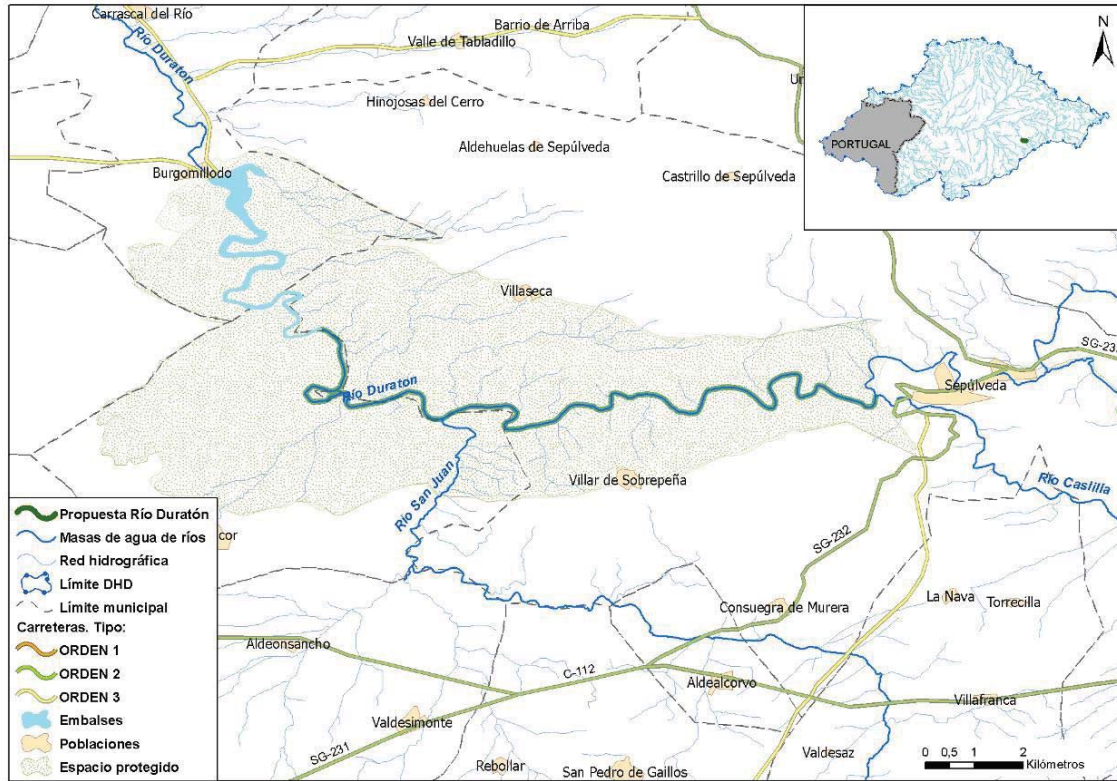 Carrascal del Río
Barrio de Arriba
Valle de Tabladillo
Río Duraton
Hinojosas del Cerro
Aldehuelas de Sepúlveda
Castrillo de Sepúlveda
Burgomillodo
N
PORTUGAL
Villaseca
SG-23
Sepúlveda
Río Duraton
Villar de Sobrepeña
Río San Juan
Río Caslilla
SG-232
cor
Consuegra de Murera
La Nava
Torrecilla
Aldeonsancho
C-112
Aldealcorvo
Villafranca
Valdesimonte
SG-231
Rebollar
San Pedro de Gaillos
Valdesaz
Propuesta Río Duratón
Masas de agua de ríos
Red hidrográfica
Límite DHD
Límite municipal
Carreteras. Tipo:
ORDEN 1
ORDEN 2
ORDEN 3
Embalses
Poblaciones
Espacio protegido
0 0,5 1 2
Kilómetros